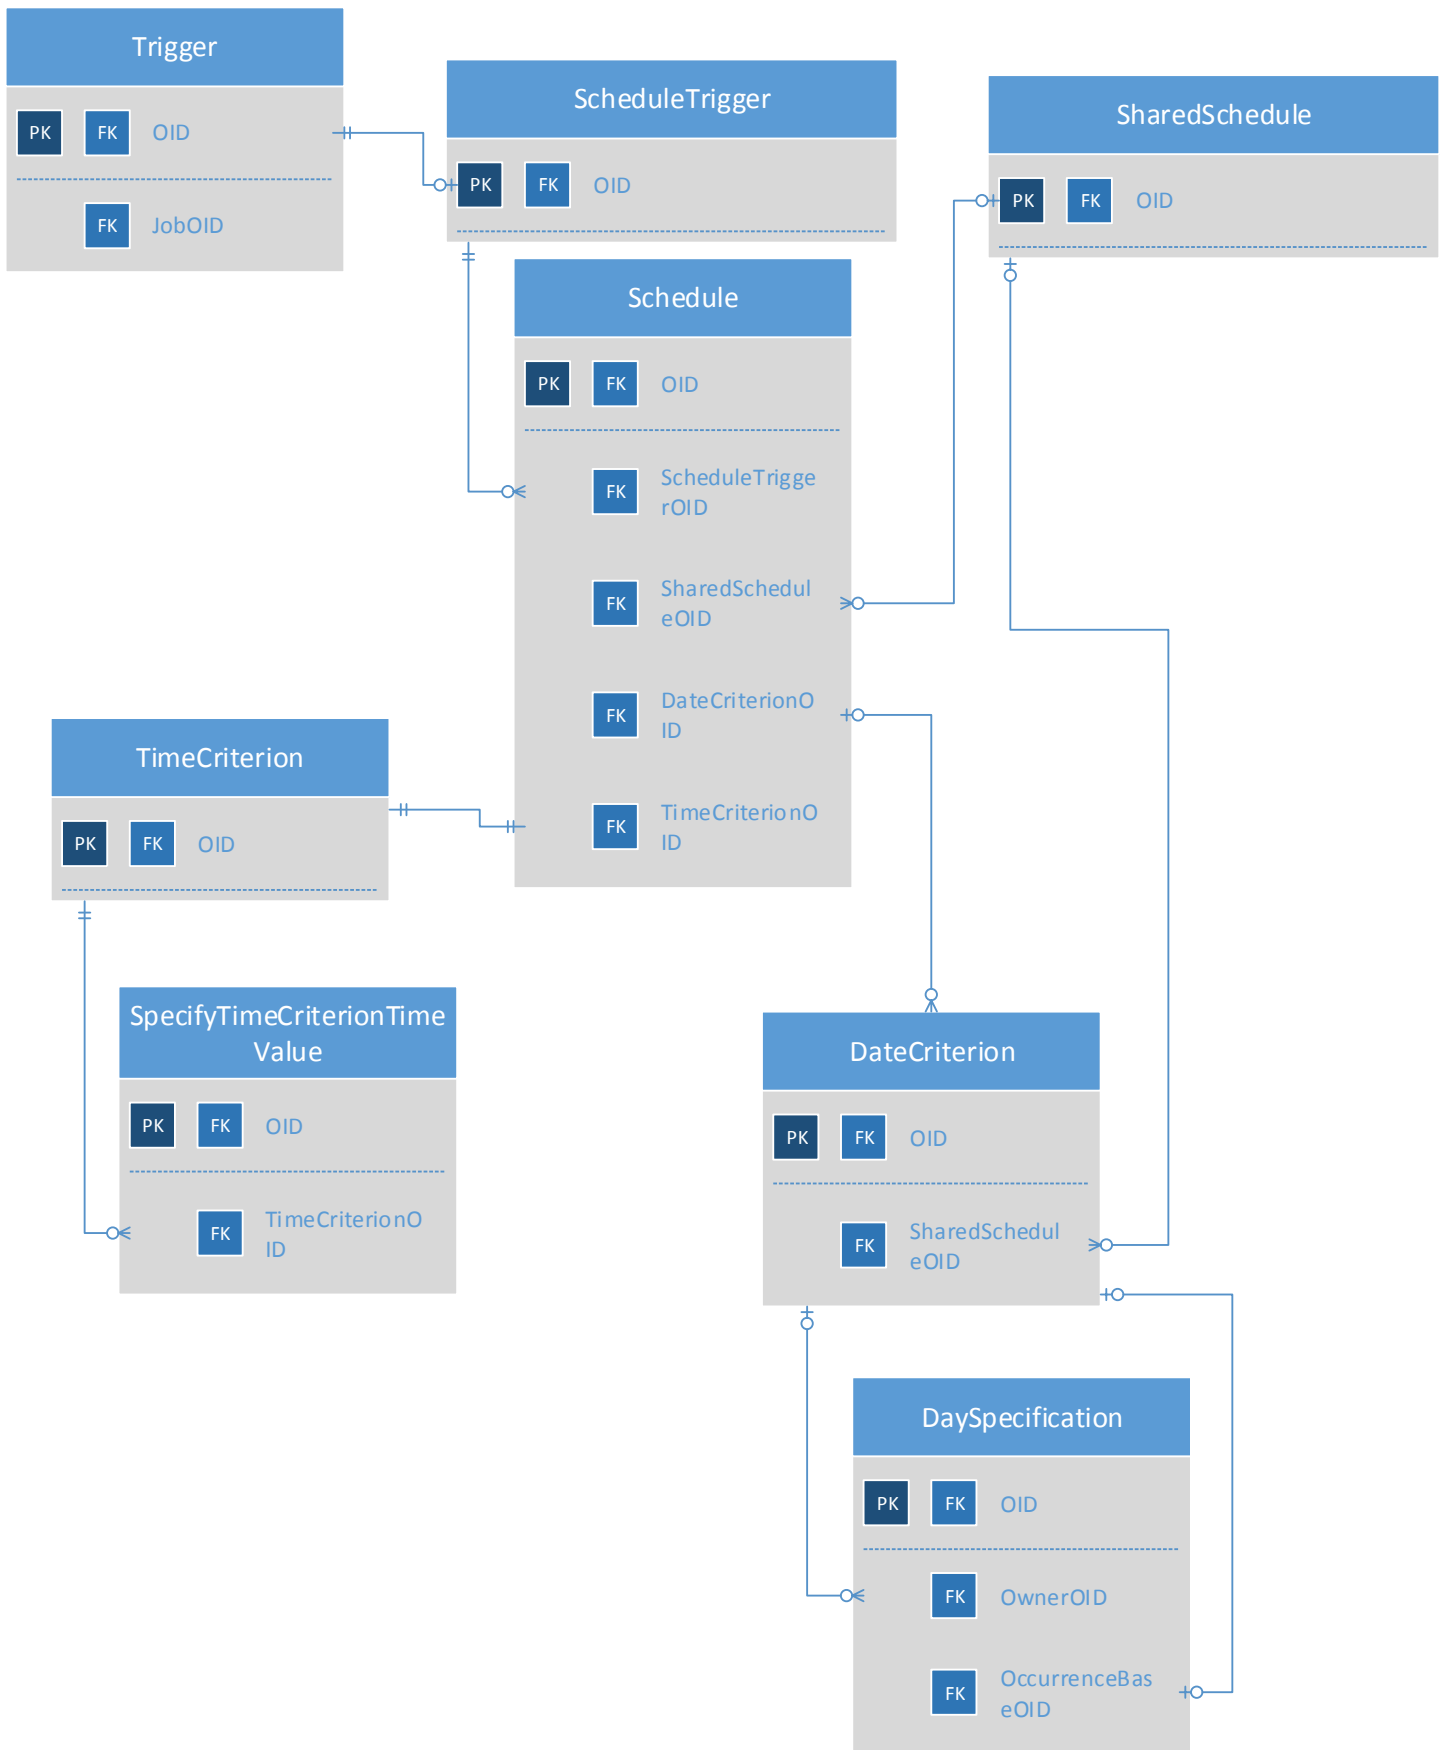 Trigger
PK FK OID
FK JobOID
ScheduleTrigger
PK FK OID
SharedSchedule
PK FK OID
Schedule
PK FK OID
FK ScheduleTrigge
rOID
FK SharedSchedul
eOID
FK DateCriterionO
ID
FK TimeCriterionO
ID
TimeCriterion
PK FK OID
SpecifyTimeCriterionTime
Value
PK FK OID
FK TimeCriterionO
ID
DateCriterion
PK FK OID
FK SharedSchedul
eOID
DaySpecification
PK FK OID
FK OwnerOID
FK OccurrenceBas
eOID